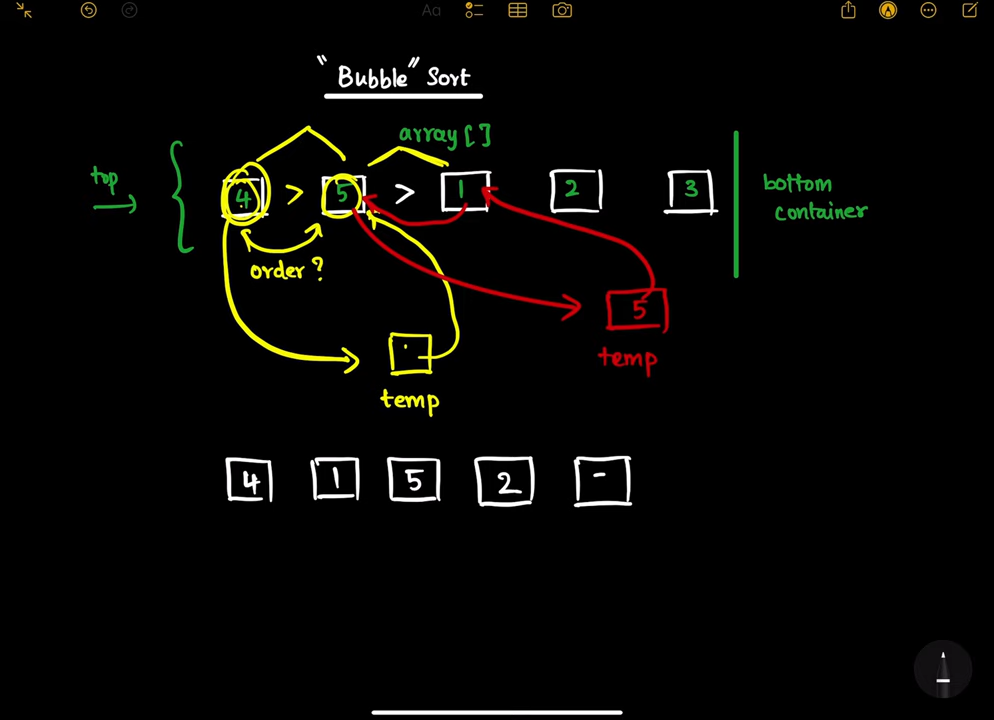 Aa
"Bubble" Sort
array []
top
4 > 5 > 1 2 3
bottom
container
order ?
5
temp
temp
4 1 5 2 -